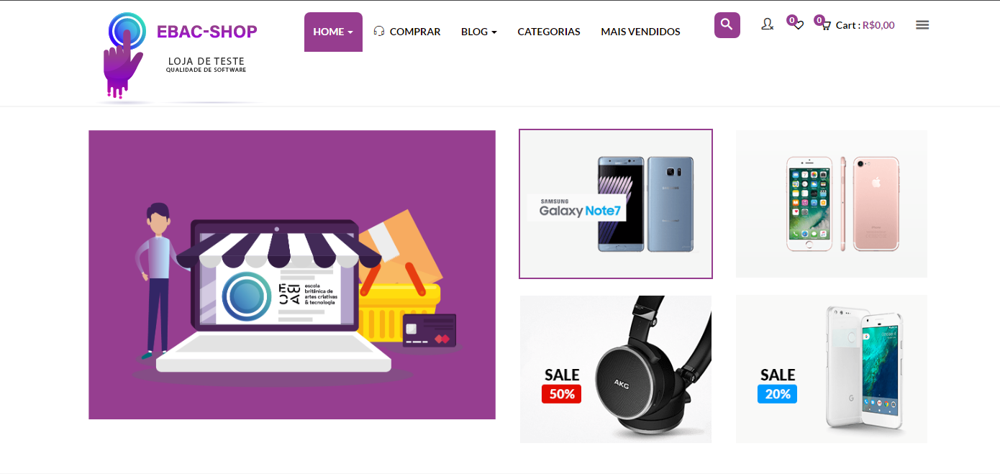 EBAC-SHOP
LOJA DE TESTE
QUALIDADE DE SOFTWARE
HOME
COMPRAR
BLOG
CATEGORIAS
MAIS VENDIDOS
0
0
Cart : R$0,00
EBAC
escola
britânica de
artes criativas
& tecnologia
SAMSUNG
Galaxy Note7
SALE
50%
AKG
SALE
20%
G